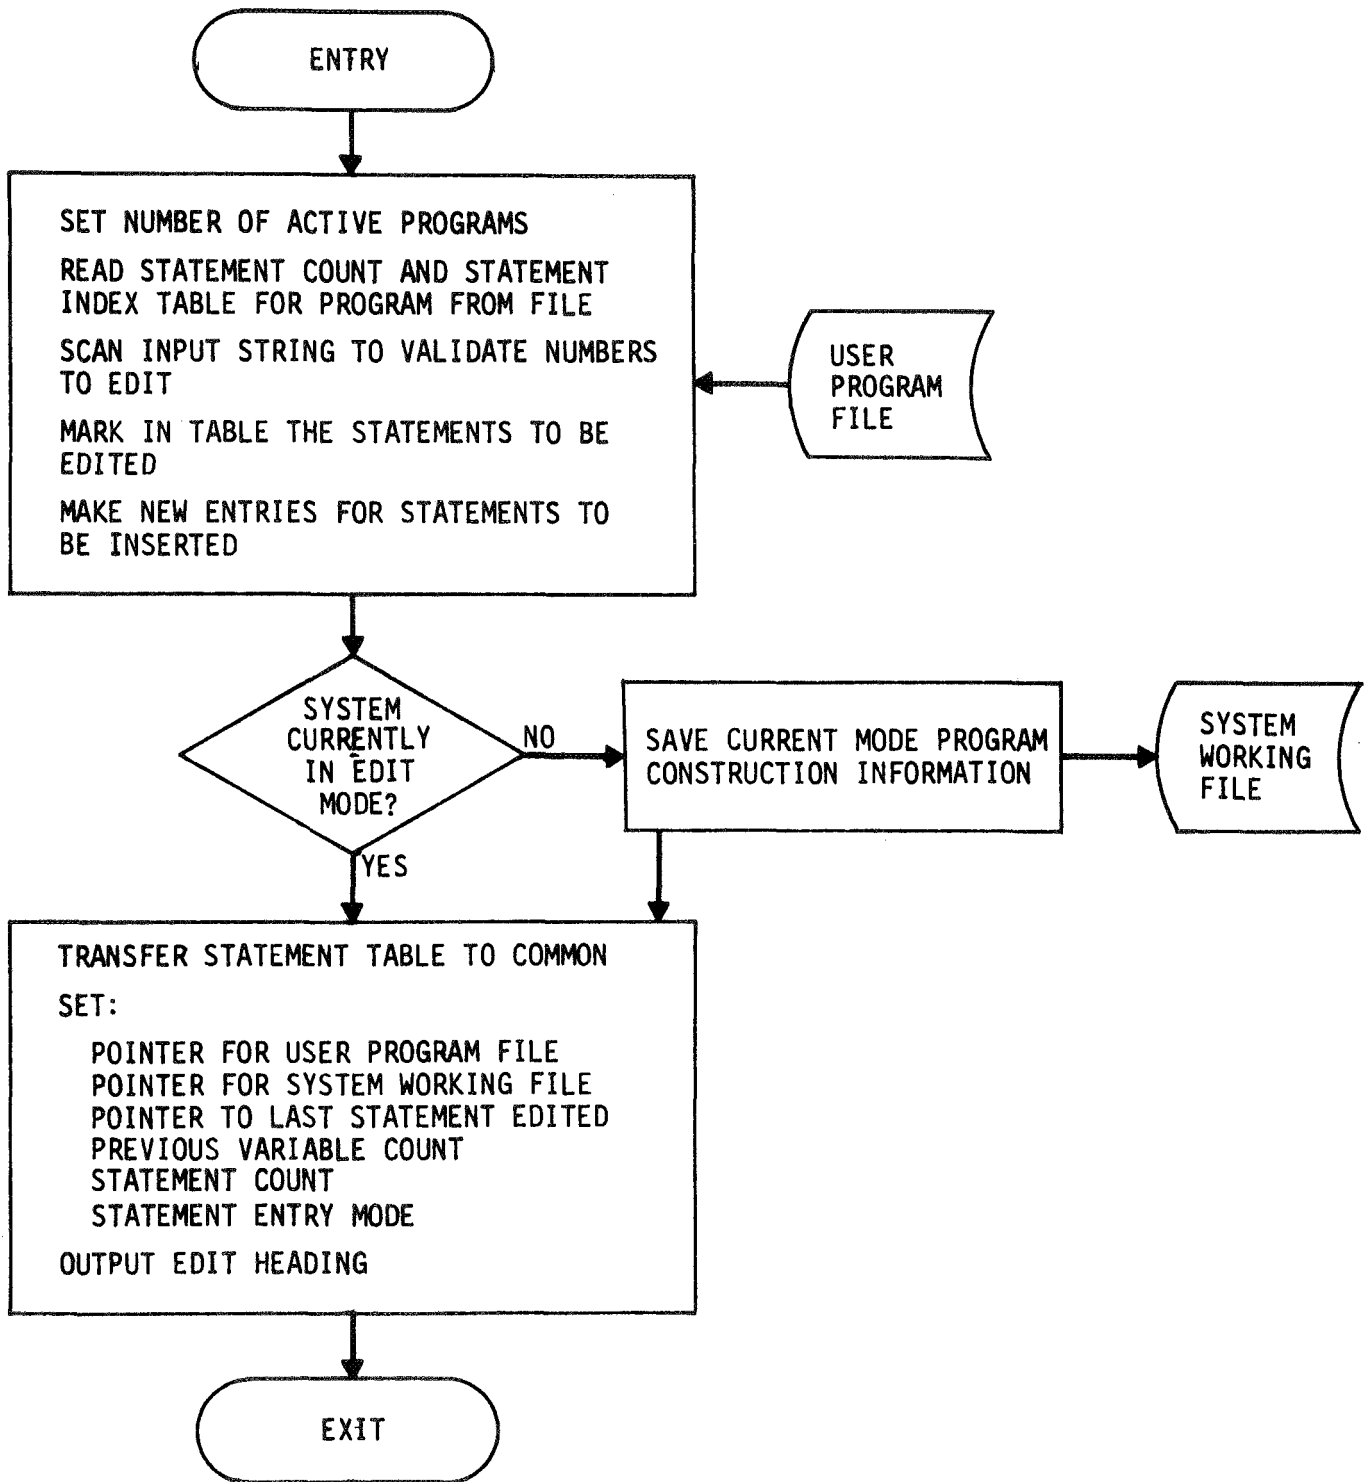 ENTRY
SET NUMBER OF ACTIVE PROGRAMS
READ STATEMENT COUNT AND STATEMENT
INDEX TABLE FOR PROGRAM FROM FILE
SCAN INPUT STRING TO VALIDATE NUMBERS
TO EDIT
MARK IN TABLE THE STATEMENTS TO BE
EDITED
MAKE NEW ENTRIES FOR STATEMENTS TO
BE INSERTED
USER
PROGRAM
FILE
SYSTEM
CURRENTLY
IN EDIT
MODE?
NO
YES
SAVE CURRENT MODE PROGRAM
CONSTRUCTION INFORMATION
SYSTEM
WORKING
FILE
TRANSFER STATEMENT TABLE TO COMMON
SET:
POINTER FOR USER PROGRAM FILE
POINTER FOR SYSTEM WORKING FILE
POINTER TO LAST STATEMENT EDITED
PREVIOUS VARIABLE COUNT
STATEMENT COUNT
STATEMENT ENTRY MODE
OUTPUT EDIT HEADING
EXIT